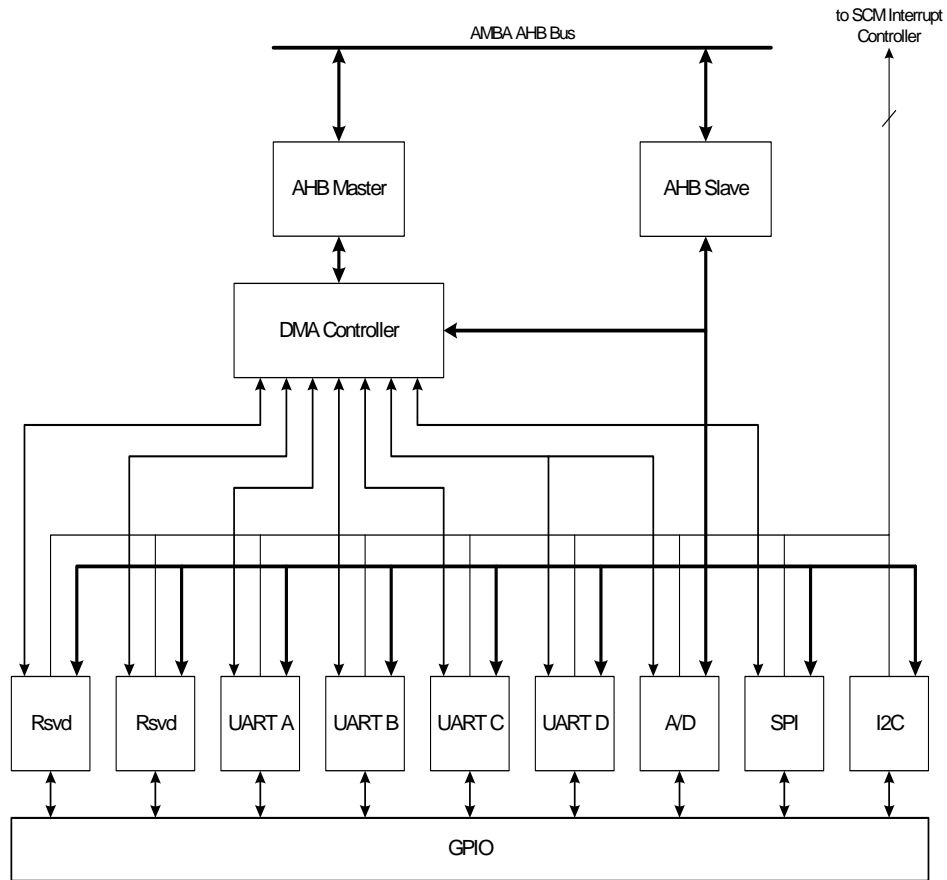 to SCM Interrupt
Controller
AMBA AHB Bus
AHB Master
AHB Slave
DMA Controller
Rsvd
Rsvd
UART A
UART B
UART C
UART D
A/D
SPI
I2C
GPIO